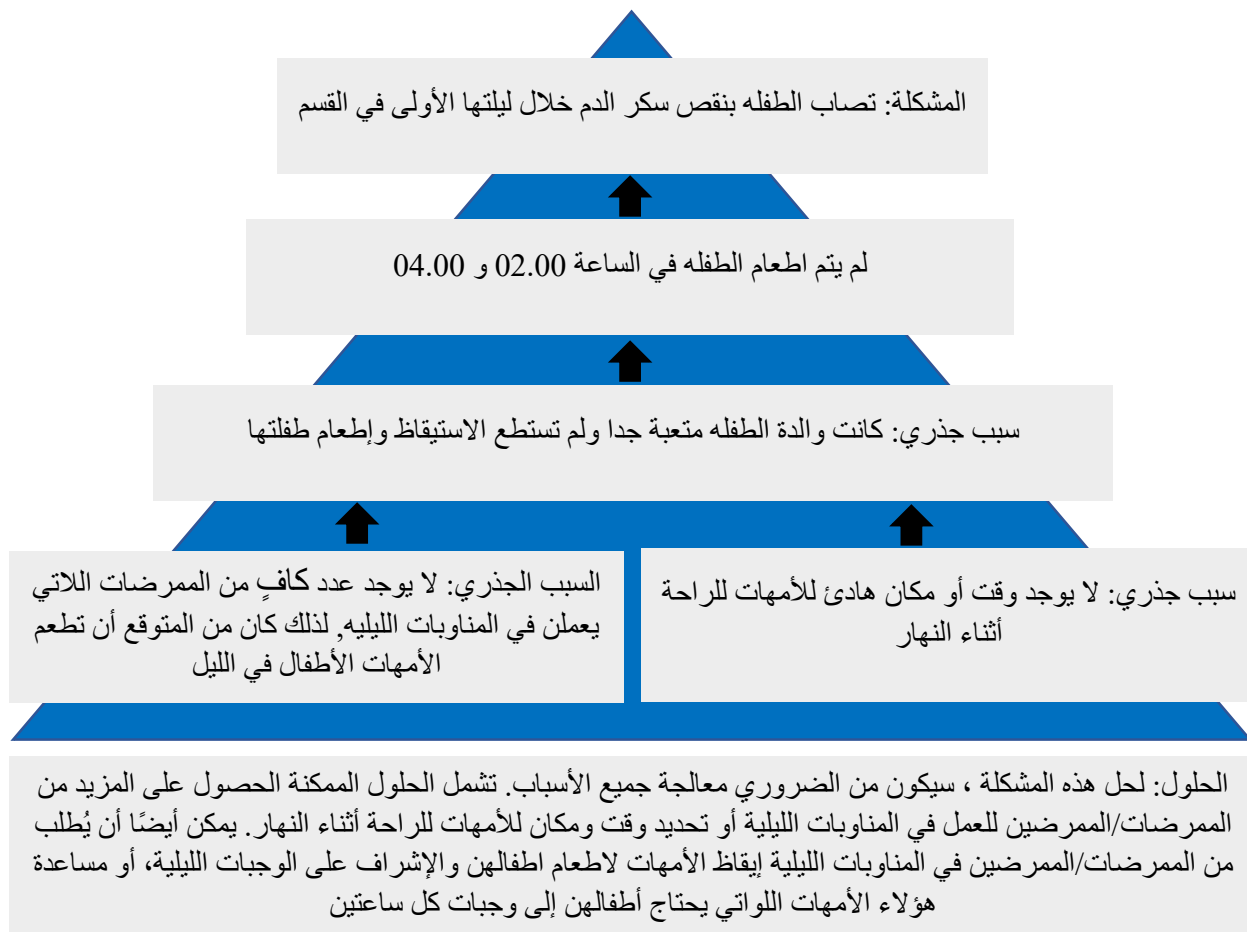 المشكلة: تصاب الطفله بنقص سكر الدم خلال ليلتها الأولى في القسم
لم يتم اطعام الطفله في الساعة 02.00 و 04.00
سبب جذري: كانت والدة الطفله متعبة جدا ولم تستطع الاستيقاظ وإطعام طفلتها
سبب جذري: لا يوجد وقت أو مكان هادئ للأمهات للراحة
أثناء النهار
السبب الجذري: لا يوجد عدد كافٍ من الممرضات اللاتي
يعملن في المناوبات الليليه, لذلك كان من المتوقع أن تطعم
الأمهات الأطفال في الليل
الحلول: لحل هذه المشكلة ، سيكون من الضروري معالجة جميع الأسباب. تشمل الحلول الممكنة الحصول على المزيد من
الممرضات/الممرضين للعمل في المناوبات الليلية أو تحديد وقت ومكان للأمهات للراحة أثناء النهار. يمكن أيضًا أن يُطلب
من الممرضات/الممرضين في المناوبات الليلية إيقاظ الأمهات لاطعام اطفالهن والإشراف على الوجبات الليلية، أو مساعدة
هؤلاء الأمهات اللواتي يحتاج أطفالهن إلى وجبات كل ساعتين